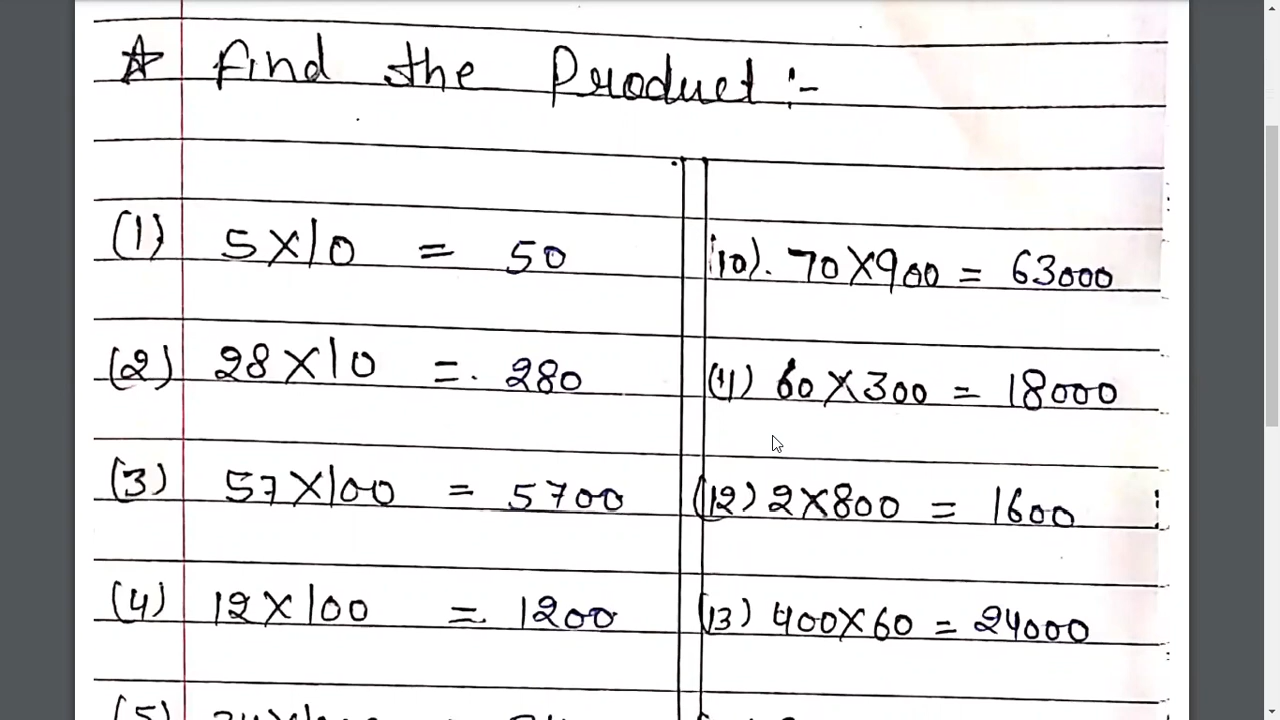 ☆ Find the Product :-
(1) 5 X 10 = 50
(2) 28 X 10 = 280
(3) 57 X 100 = 5700
(4) 12 X 100 = 1200
(5)
(10). 70 X 900 = 63000
(11) 60 X 300 = 18000
(12) 2 X 800 = 1600
(13) 400 X 60 = 24000